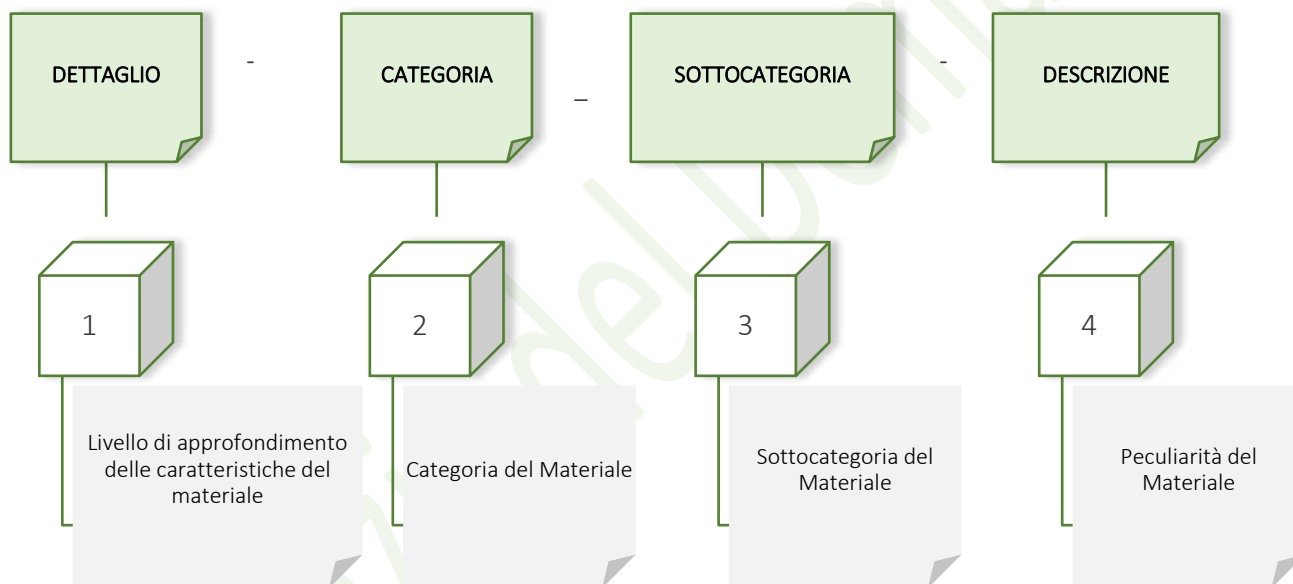 DETTAGLIO - CATEGORIA _ SOTTOCATEGORIA - DESCRIZIONE
1 2 3 4
Livello di approfondimento
delle caratteristiche del
materiale
Categoria del Materiale
Sottocategoria del
Materiale
Peculiarità del
Materiale